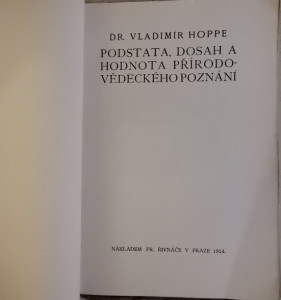 DR. VLADIMÍR HOPPE
PODSTATA, DOSAH A
HODNOTA PŘÍRODO-
VĚDECKÉHO POZNÁNÍ
NÁKLADEM FR. ŘIVNÁČE V PRAZE 1914.